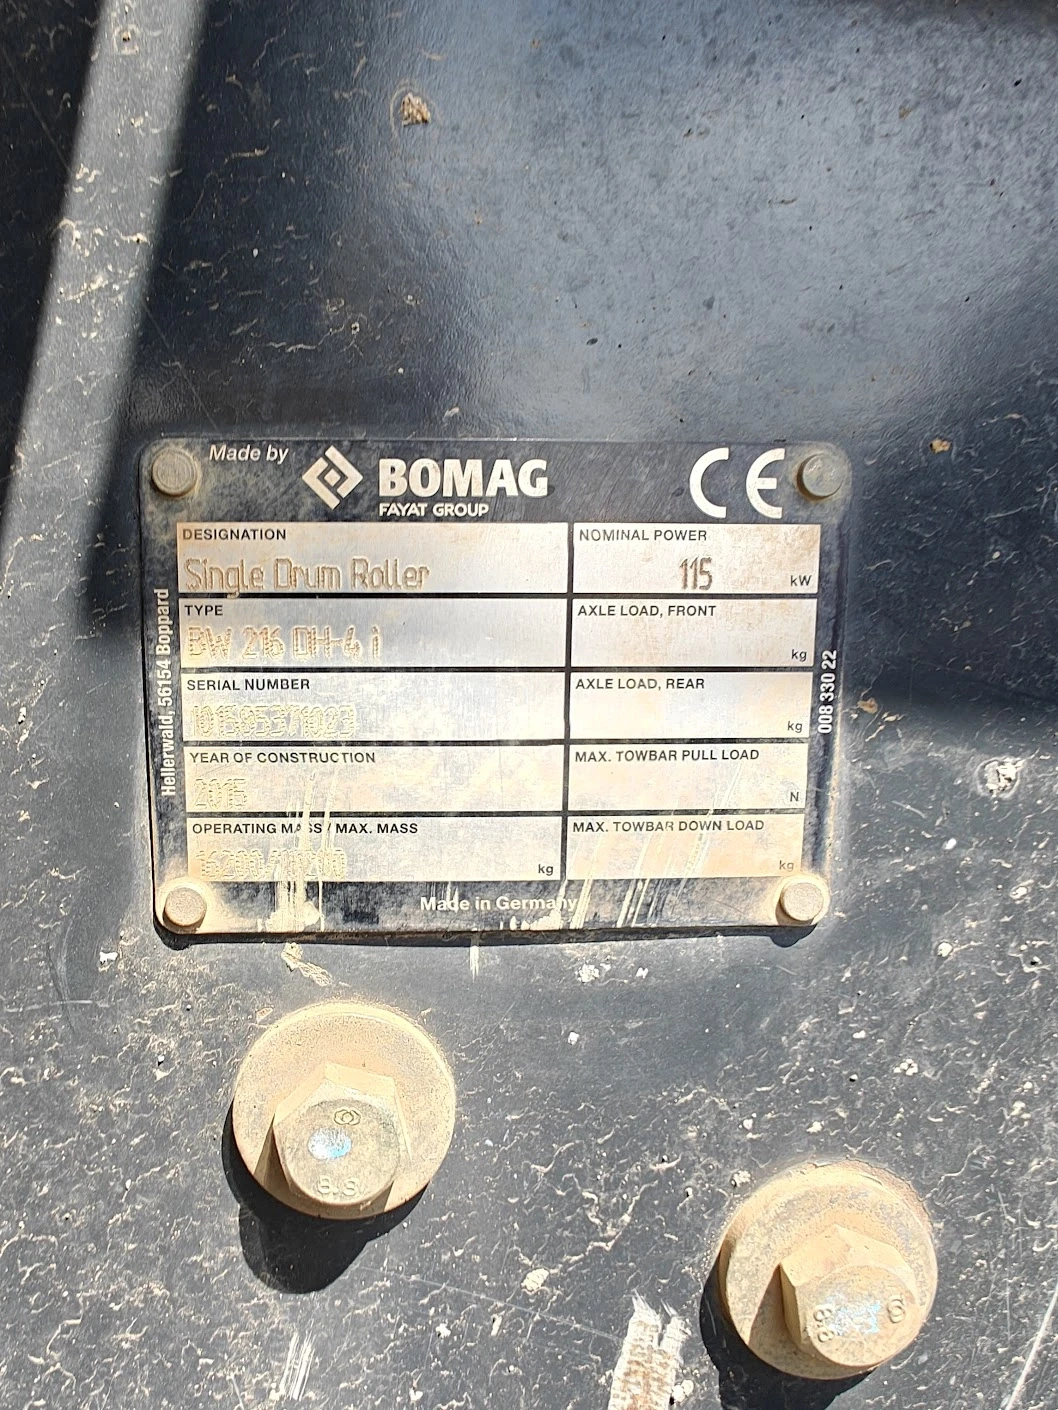 Made by BOMAG
FAYAT GROUP
CE
DESIGNATION
Single Drum Roller
NOMINAL POWER
115 kW
TYPE
BW 216 DH-4 i
AXLE LOAD, FRONT
kg
SERIAL NUMBER
AXLE LOAD, REAR
kg
YEAR OF CONSTRUCTION
2015
MAX. TOWBAR PULL LOAD
N
OPERATING MASS / MAX. MASS
kg
MAX. TOWBAR DOWN LOAD
kg
Made in Germany
Hellerwald, 56154 Boppard
008 330 22
8.8
8.8